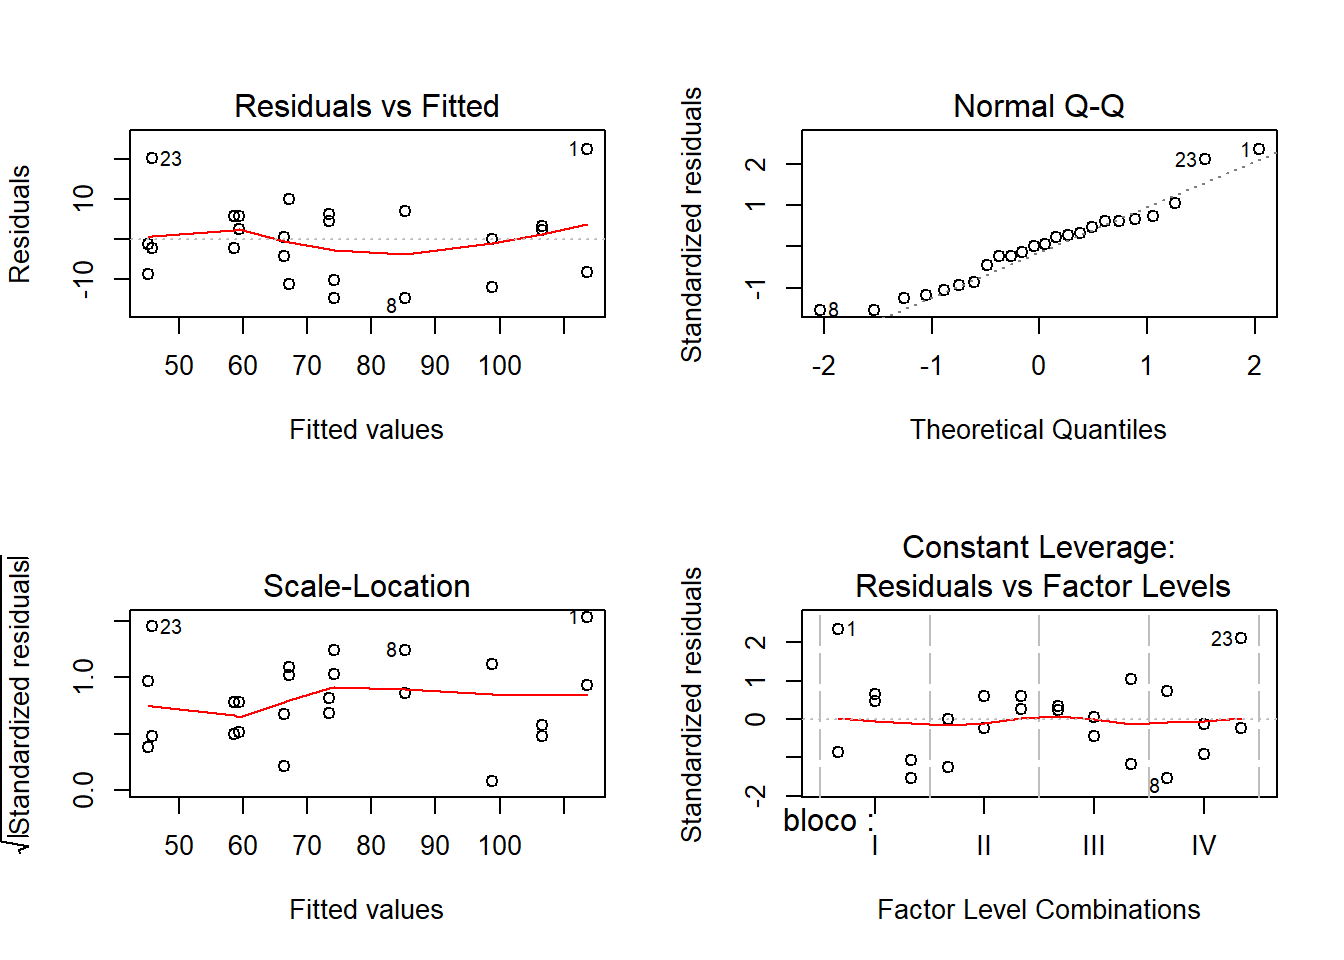 Residuals vs Fitted
Residuals
10
-10
23
1
8
50 60 70 80 90 100
Fitted values
Normal Q-Q
Standardized residuals
2
1
-1
23
1
8
-2 -1 0 1 2
Theoretical Quantiles
Scale-Location
√|Standardized residuals|
1.0
0.0
23
8
1
50 60 70 80 90 100
Fitted values
Constant Leverage:
Residuals vs Factor Levels
Standardized residuals
2
1
0
-2
1
23
8
bloco :
I II III IV
Factor Level Combinations